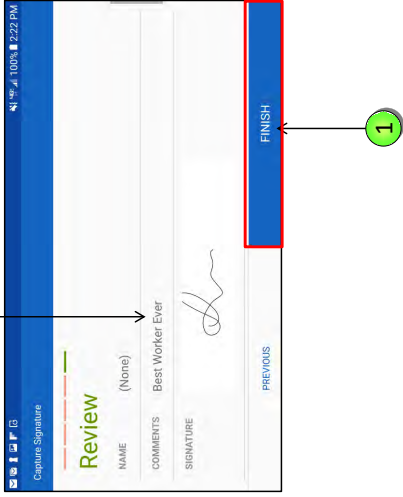 100% 2:22 PM
Capture Signature
Review
NAME (None)
COMMENTS Best Worker Ever
SIGNATURE
PREVIOUS FINISH
1